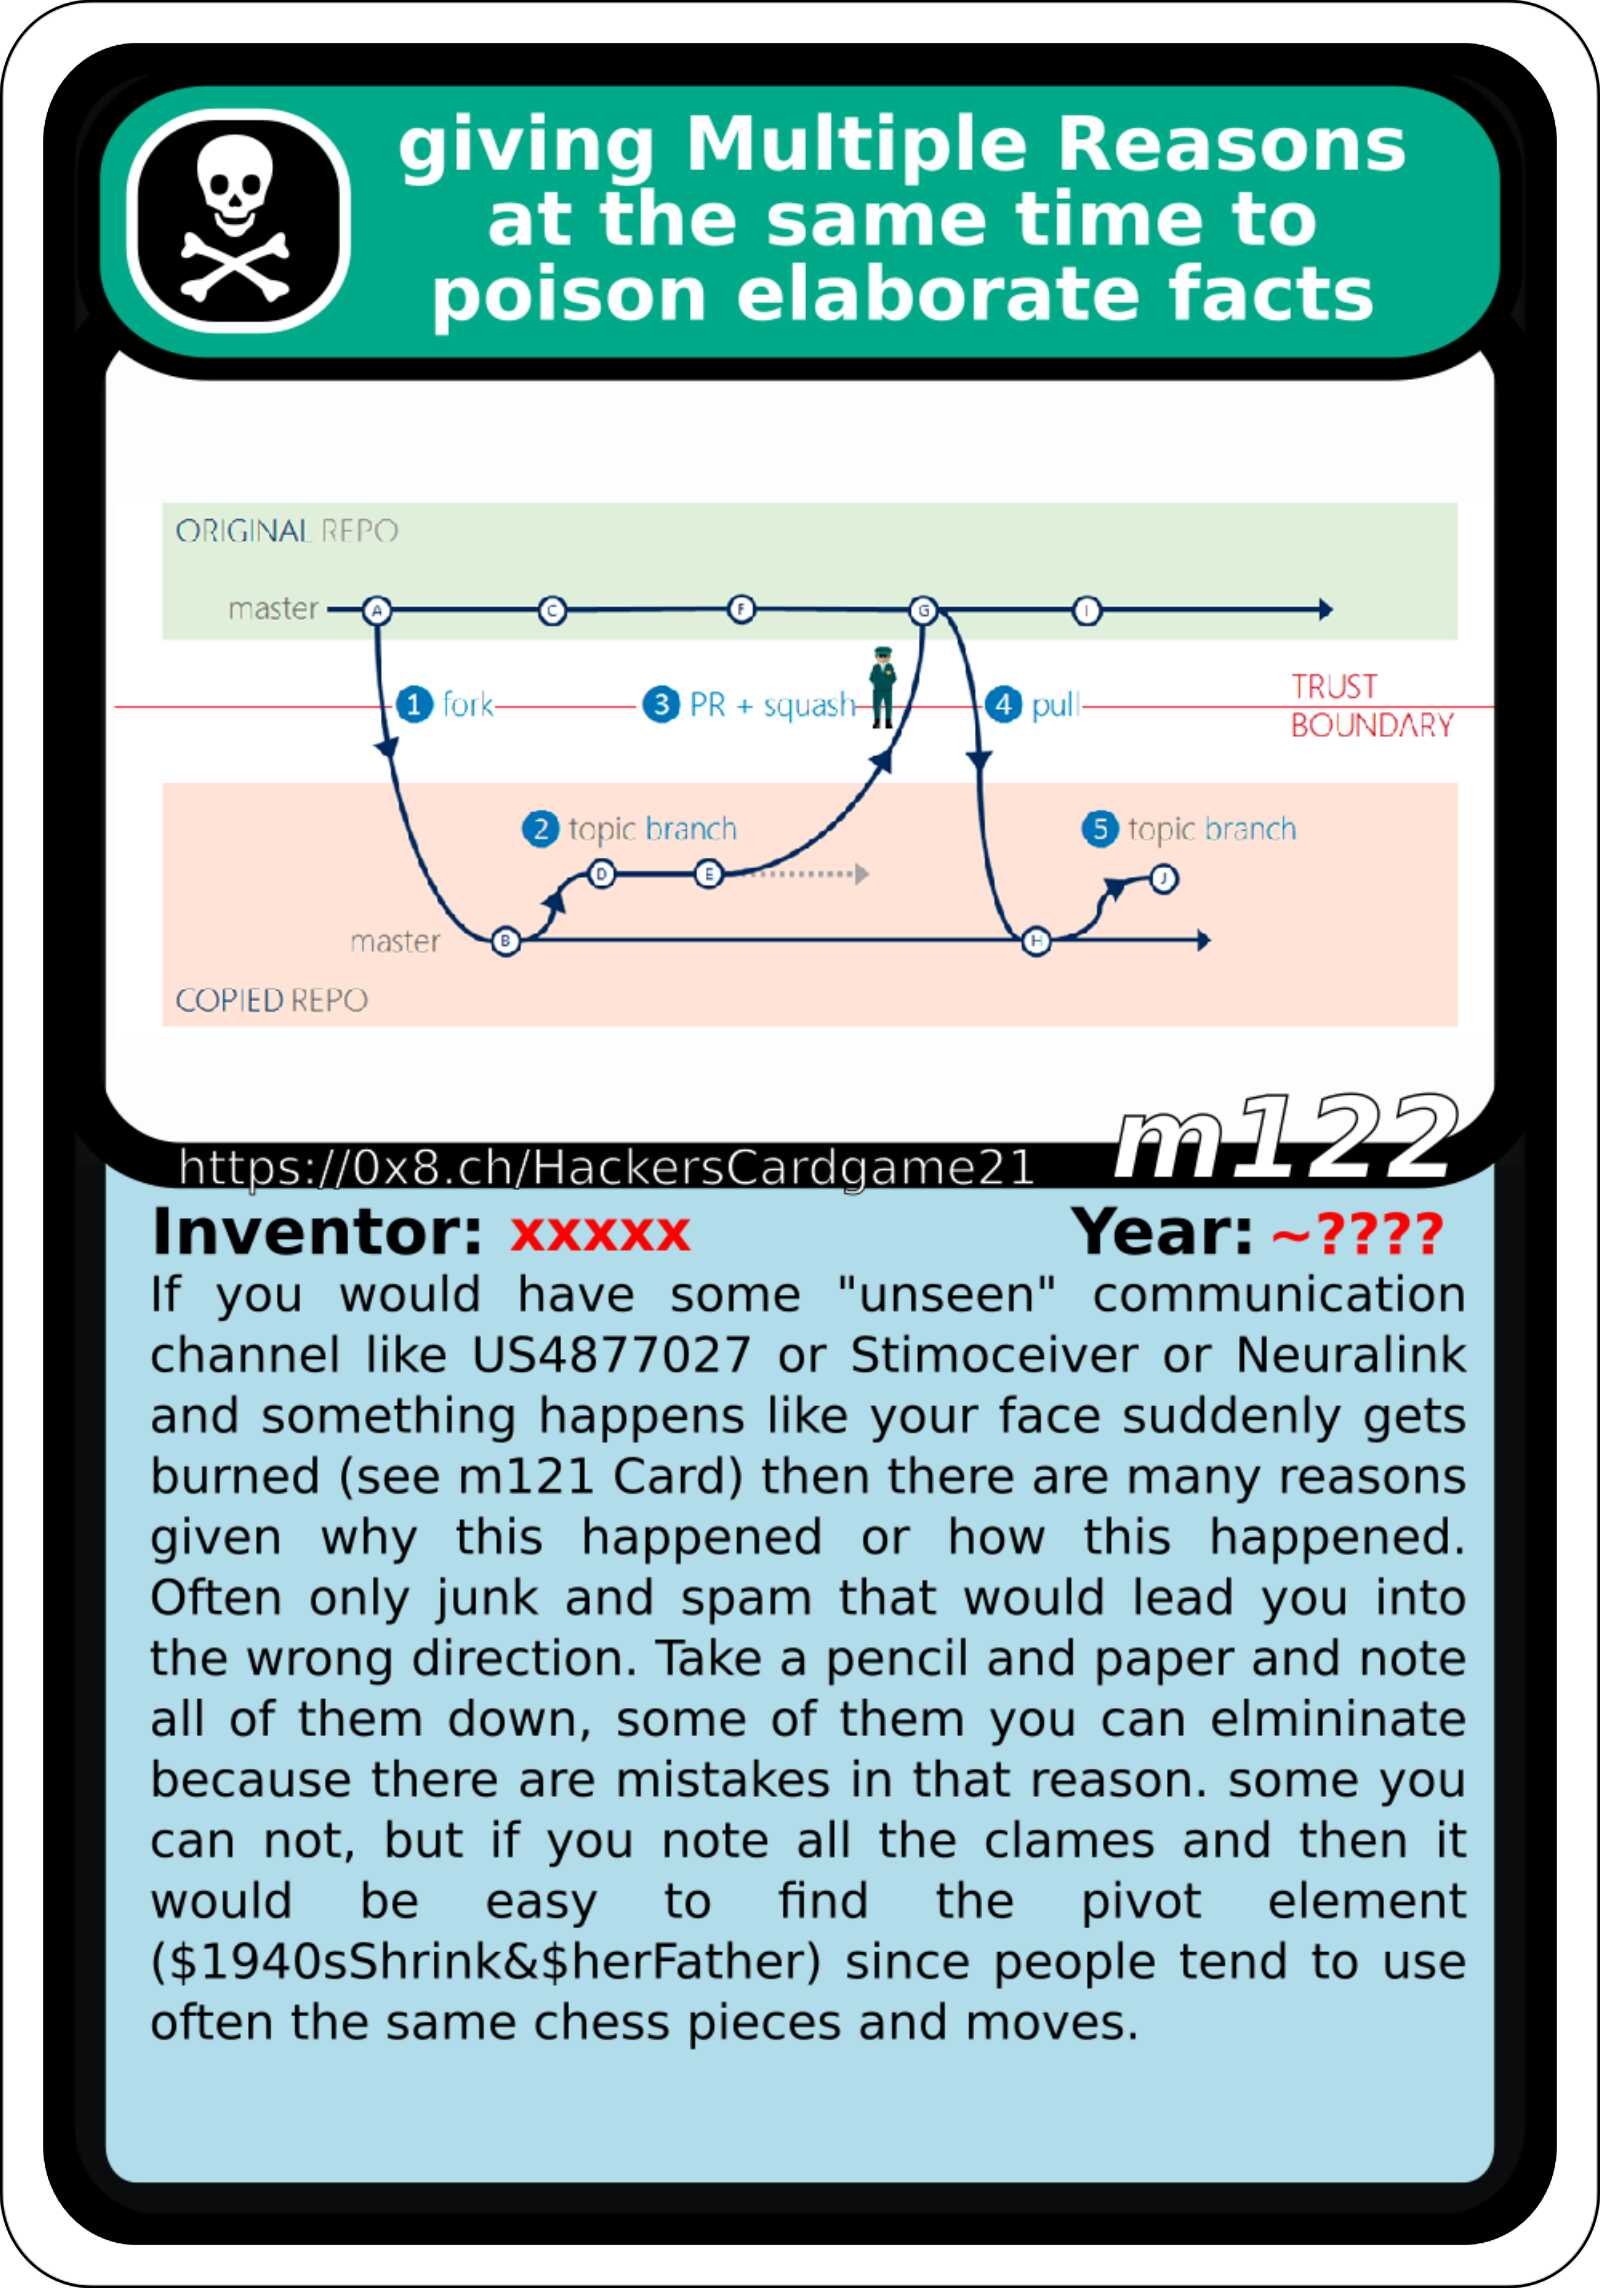 giving Multiple Reasons
at the same time to
poison elaborate facts
ORIGINAL REPO
master A C F G I
1 fork 3 PR + squash 4 pull TRUST
BOUNDARY
2 topic branch 5 topic branch
D E J
master B H
COPIED REPO
m122
https://0x8.ch/HackersCardgame21
Inventor: xxxxx Year: ~????
If you would have some "unseen" communication
channel like US4877027 or Stimoceiver or Neuralink
and something happens like your face suddenly gets
burned (see m121 Card) then there are many reasons
given why this happened or how this happened.
Often only junk and spam that would lead you into
the wrong direction. Take a pencil and paper and note
all of them down, some of them you can elmininate
because there are mistakes in that reason. some you
can not, but if you note all the clames and then it
would be easy to find the pivot element
($1940sShrink&$herFather) since people tend to use
often the same chess pieces and moves.